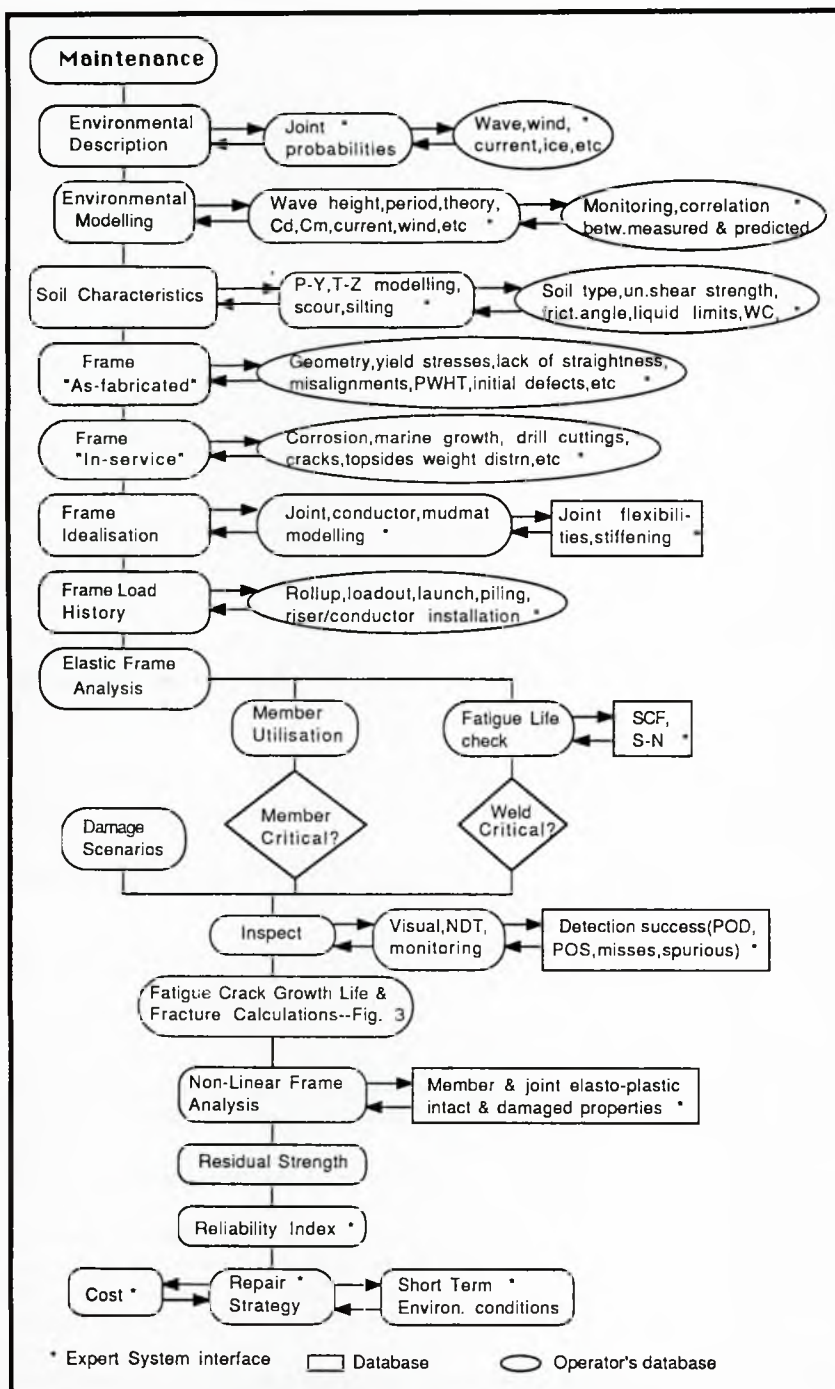 Maintenance
Environmental
Description
Joint *
probabilities
Wave,wind, *
current,ice,etc
Environmental
Modelling
Wave height,period,theory,
Cd,Cm,current,wind,etc *
Monitoring,correlation *
betw.measured & predicted
Soil Characteristics
P-Y,T-Z modelling,
scour,silting *
Soil type,un.shear strength,
frict.angle,liquid limits,WC, *
Frame
"As-fabricated"
Geometry,yield stresses,lack of straightness,
misalignments,PWHT,initial defects,etc *
Frame
"In-service"
Corrosion,marine growth, drill cuttings,
cracks,topsides weight distrn,etc *
Frame
Idealisation
Joint,conductor,mudmat
modelling *
Joint flexibili-
ties,stiffening *
Frame Load
History
Rollup,loadout,launch,piling,
riser/conductor installation *
Elastic Frame
Analysis
Member
Utilisation
Fatigue Life
check
SCF,
S-N *
Damage
Scenarios
Member
Critical?
Weld
Critical?
Inspect
Visual,NDT,
monitoring
Detection success(POD,
POS,misses,spurious) *
Fatigue Crack Growth Life &
Fracture Calculations--Fig. 3
Non-Linear Frame
Analysis
Member & joint elasto-plastic
intact & damaged properties *
Residual Strength
Reliability Index *
Cost *
Repair *
Strategy
Short Term *
Environ. conditions
* Expert System interface
Database
Operator's database